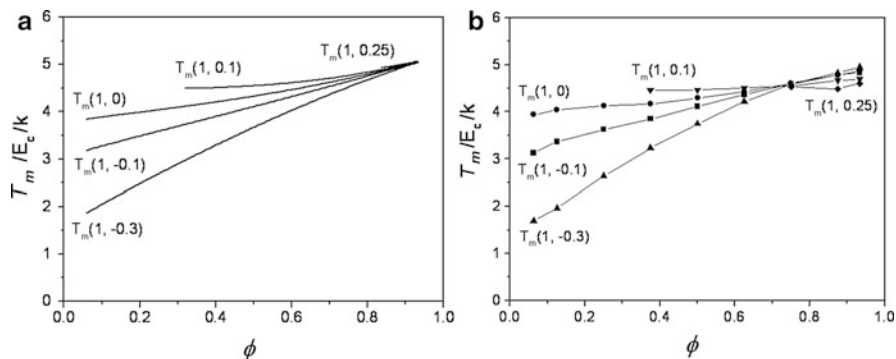 a
6
5
4
3
2
1
0
T_m/E_c/k
T_m(1, 0.25)
T_m(1, 0.1)
T_m(1, 0)
T_m(1, -0.1)
T_m(1, -0.3)
0.0 0.2 0.4 0.6 0.8 1.0
ϕ
b
6
5
4
3
2
1
0
T_m/E_c/k
T_m(1, 0.1)
T_m(1, 0)
T_m(1, 0.25)
T_m(1, -0.1)
T_m(1, -0.3)
0.0 0.2 0.4 0.6 0.8 1.0
ϕ